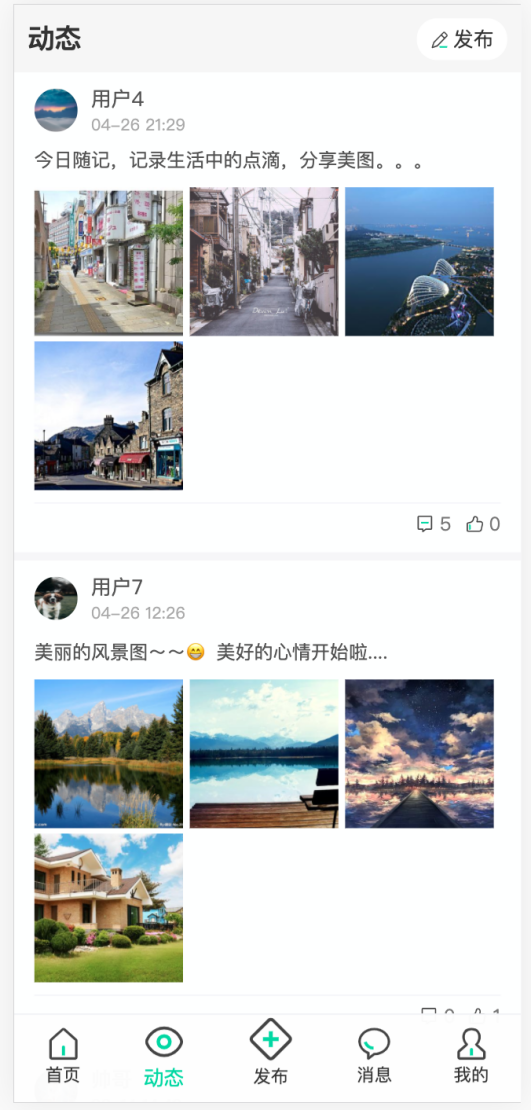 动态
发布
用户4
04-26 21:29
今日随记，记录生活中的点滴，分享美图。。。
5
0
用户7
04-26 12:26
美丽的风景图～～😁 美好的心情开始啦....
首页
动态
发布
消息
我的